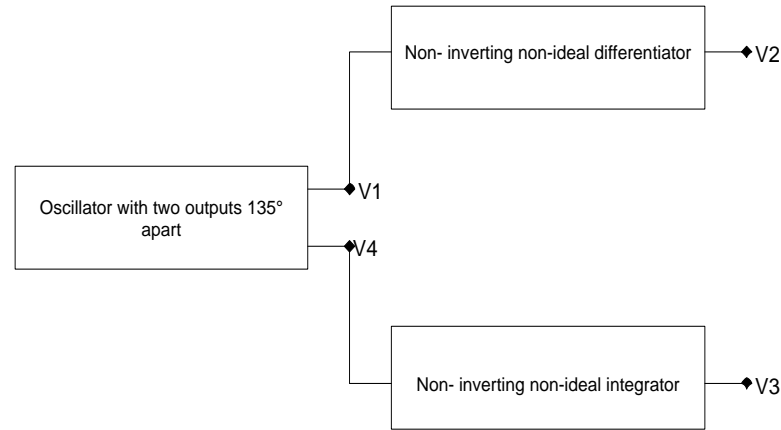 Non- inverting non-ideal differentiator
V2
Oscillator with two outputs 135°
apart
V1
V4
Non- inverting non-ideal integrator
V3